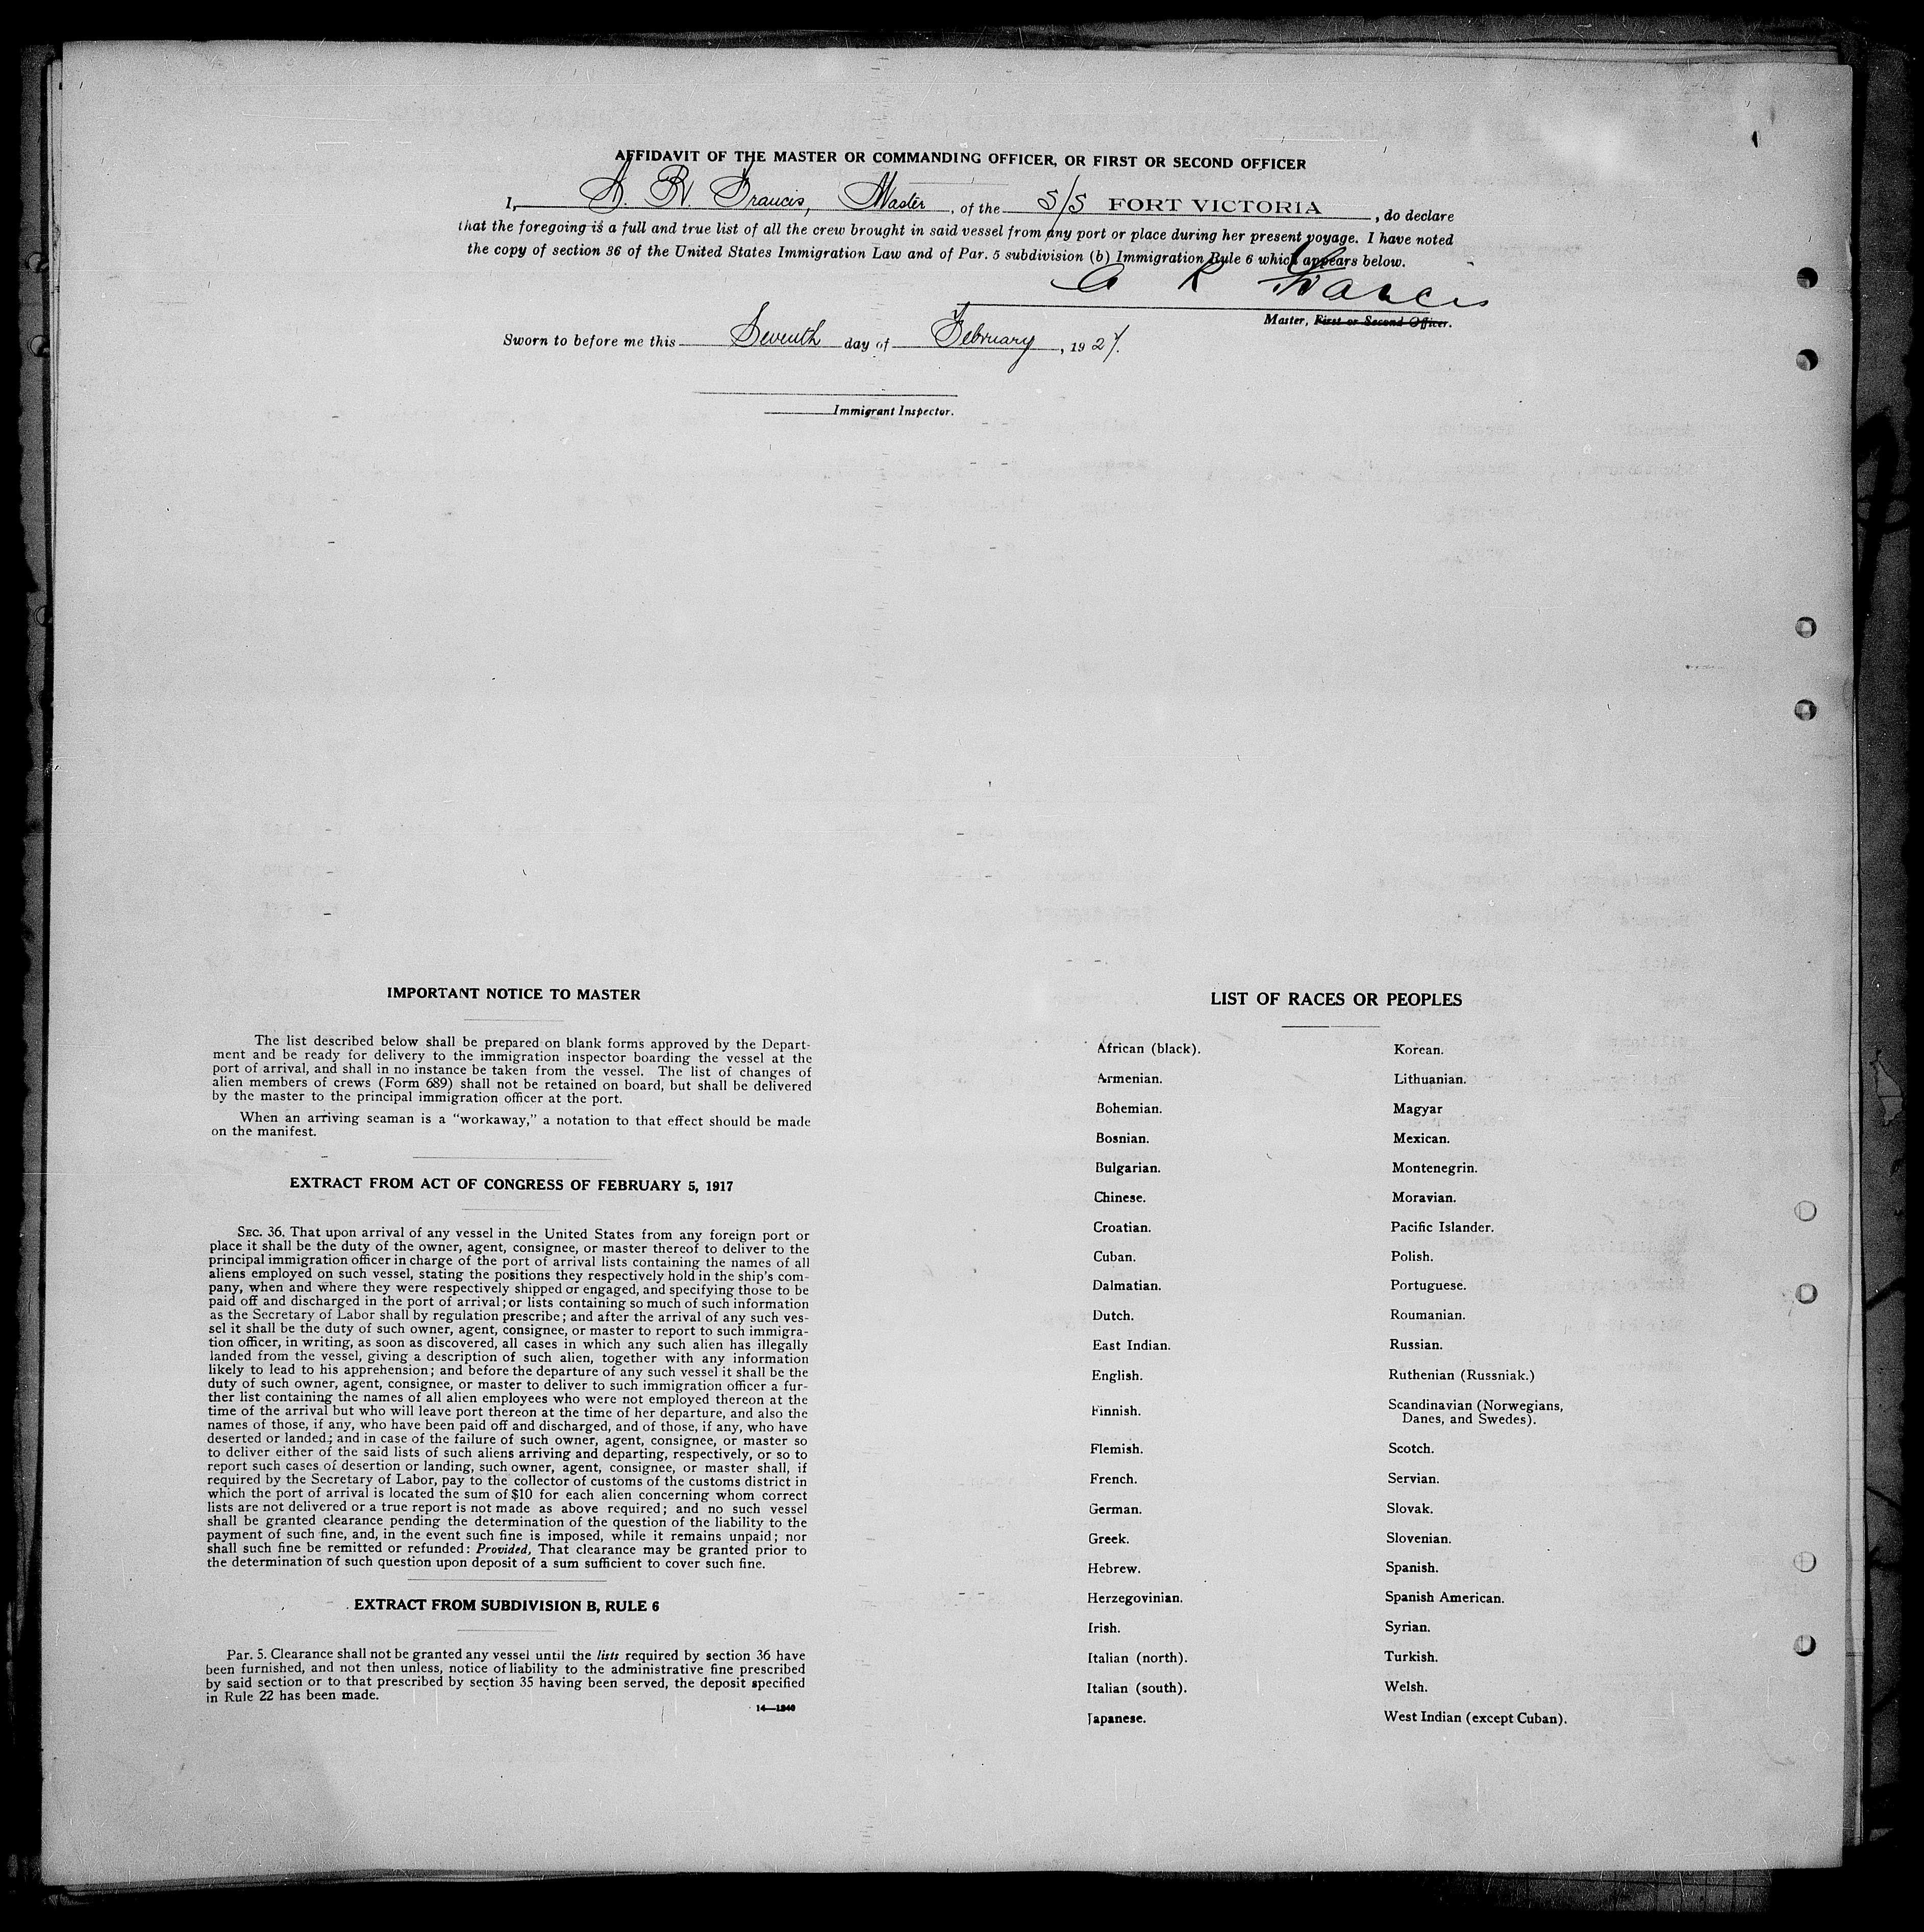 AFFIDAVIT OF THE MASTER OR COMMANDING OFFICER, OR FIRST OR SECOND OFFICER
I, A. R. Francis, Master, of the S/S FORT VICTORIA, do declare
that the foregoing is a full and true list of all the crew brought in said vessel from any port or place during her present voyage. I have noted
the copy of section 36 of the United States Immigration Law and of Par. 5 subdivision (b) Immigration Rule 6 which appears below.
A R Francis
Master, First or Second Officer.
Sworn to before me this Seventh day of February, 1927.
Immigrant Inspector.
IMPORTANT NOTICE TO MASTER
The list described below shall be prepared on blank forms approved by the Depart-
ment and be ready for delivery to the immigration inspector boarding the vessel at the
port of arrival, and shall in no instance be taken from the vessel. The list of changes of
alien members of crews (Form 689) shall not be retained on board, but shall be delivered
by the master to the principal immigration officer at the port.
When an arriving seaman is a "workaway," a notation to that effect should be made
on the manifest.
EXTRACT FROM ACT OF CONGRESS OF FEBRUARY 5, 1917
SEC. 36. That upon arrival of any vessel in the United States from any foreign port or
place it shall be the duty of the owner, agent, consignee, or master thereof to deliver to the
principal immigration officer in charge of the port of arrival lists containing the names of all
aliens employed on such vessel, stating the positions they respectively hold in the ship's com-
pany, when and where they were respectively shipped or engaged, and specifying those to be
paid off and discharged in the port of arrival; or lists containing so much of such information
as the Secretary of Labor shall by regulation prescribe; and after the arrival of any such ves-
sel it shall be the duty of such owner, agent, consignee, or master to report to such immigra-
tion officer, in writing, as soon as discovered, all cases in which any such alien has illegally
landed from the vessel, giving a description of such alien, together with any information
likely to lead to his apprehension; and before the departure of any such vessel it shall be the
duty of such owner, agent, consignee, or master to deliver to such immigration officer a fur-
ther list containing the names of all alien employees who were not employed thereon at the
time of the arrival but who will leave port thereon at the time of her departure, and also the
names of those, if any, who have been paid off and discharged, and of those, if any, who have
deserted or landed; and in case of the failure of such owner, agent, consignee, or master so
to deliver either of the said lists of such aliens arriving and departing, respectively, or so to
report such cases of desertion or landing, such owner, agent, consignee, or master shall, if
required by the Secretary of Labor, pay to the collector of customs of the customs district in
which the port of arrival is located the sum of $10 for each alien concerning whom correct
lists are not delivered or a true report is not made as above required; and no such vessel
shall be granted clearance pending the determination of the question of the liability to the
payment of such fine, and, in the event such fine is imposed, while it remains unpaid; nor
shall such fine be remitted or refunded: Provided, That clearance may be granted prior to
the determination of such question upon deposit of a sum sufficient to cover such fine.
EXTRACT FROM SUBDIVISION B, RULE 6
Par. 5. Clearance shall not be granted any vessel until the lists required by section 36 have
been furnished, and not then unless, notice of liability to the administrative fine prescribed
by said section or to that prescribed by section 35 having been served, the deposit specified
in Rule 22 has been made.
14—1240
LIST OF RACES OR PEOPLES
African (black).
Armenian.
Bohemian.
Bosnian.
Bulgarian.
Chinese.
Croatian.
Cuban.
Dalmatian.
Dutch.
East Indian.
English.
Finnish.
Flemish.
French.
German.
Greek.
Hebrew.
Herzegovinian.
Irish.
Italian (north).
Italian (south).
Japanese.
Korean.
Lithuanian.
Magyar
Mexican.
Montenegrin.
Moravian.
Pacific Islander.
Polish.
Portuguese.
Roumanian.
Russian.
Ruthenian (Russniak.)
Scandinavian (Norwegians,
Danes, and Swedes).
Scotch.
Servian.
Slovak.
Slovenian.
Spanish.
Spanish American.
Syrian.
Turkish.
Welsh.
West Indian (except Cuban).